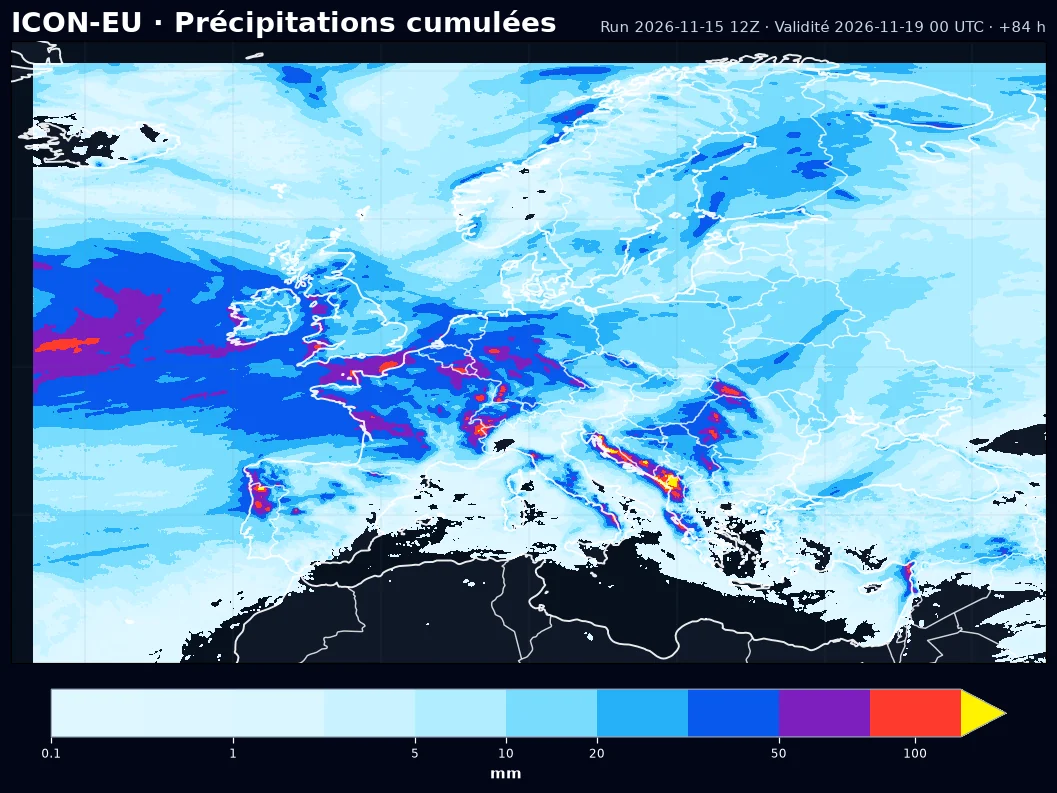 ICON-EU · Précipitations cumulées
Run 2026-11-15 12Z · Validité 2026-11-19 00 UTC · +84 h
0.1 1 5 10 20 50 100
mm